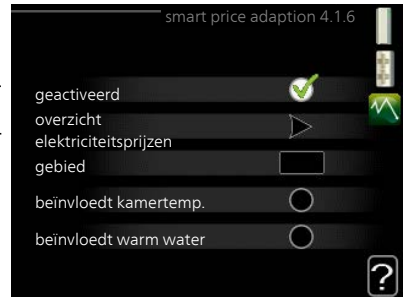 smart price adaption 4.1.6
geactiveerd
overzicht
elektriciteitsprijzen
gebied
beïnvloedt kamertemp.
beïnvloedt warm water
?